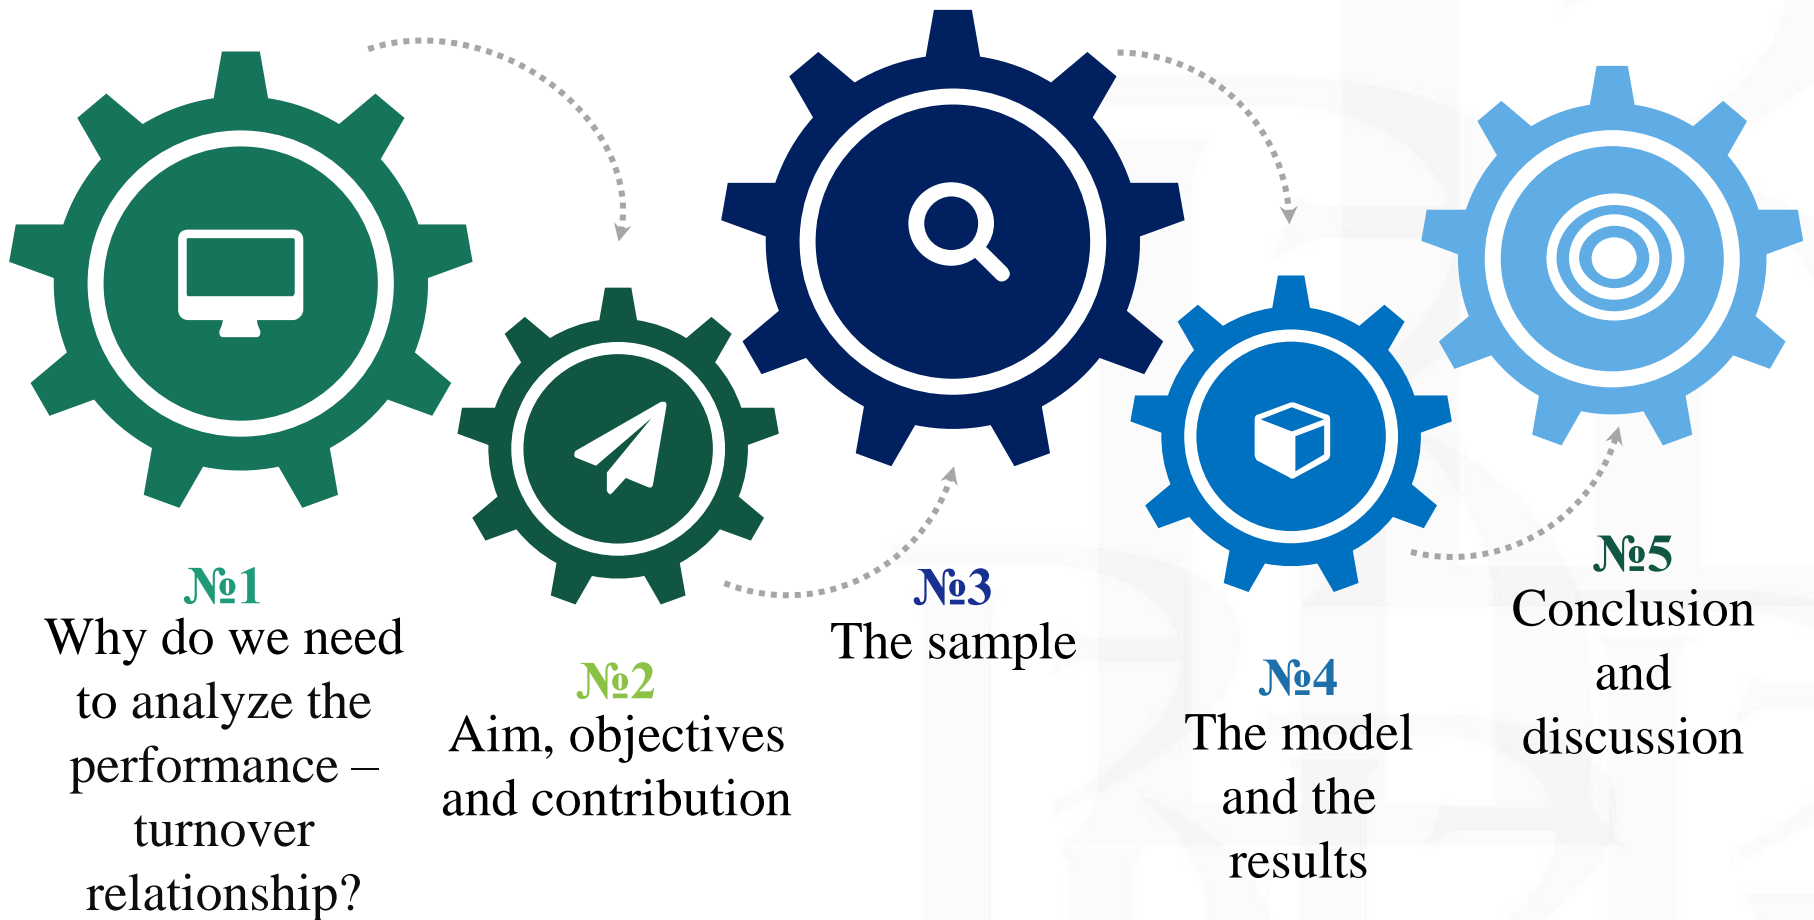 №1
Why do we need
to analyze the
performance –
turnover
relationship?
№2
Aim, objectives
and contribution
№3
The sample
№4
The model
and the
results
№5
Conclusion
and
discussion